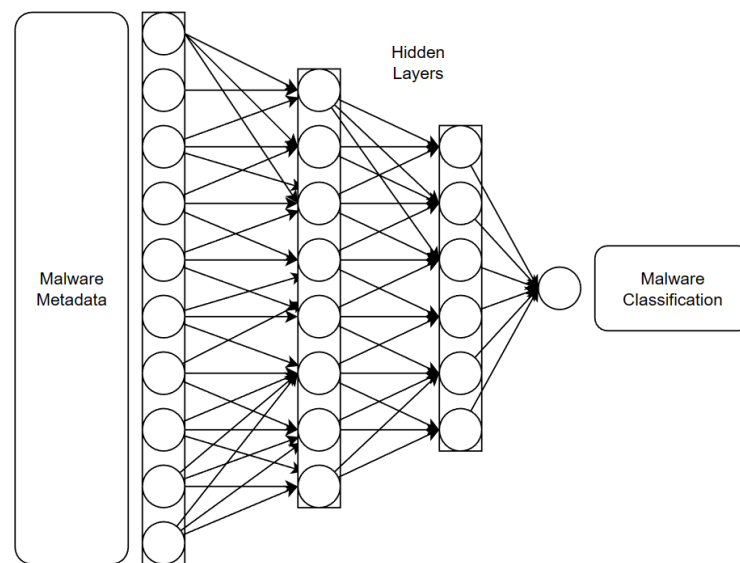 Hidden
Layers
Malware
Metadata
Malware
Classification